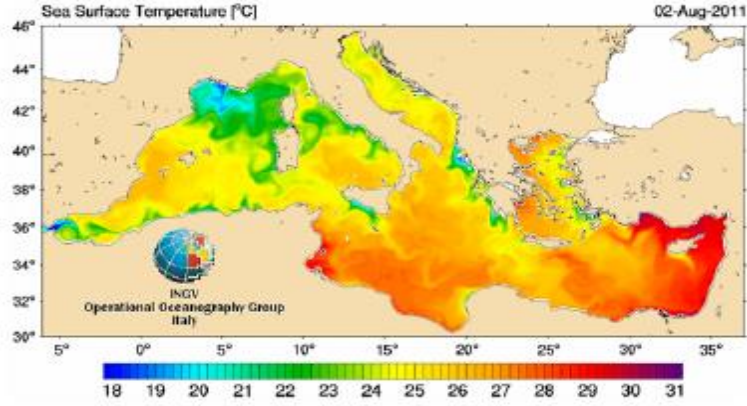 Sea Surface Temperature [°C] 02-Aug-2011
46°
44°
42°
40°
38°
36°
34°
32°
30°
INGV
Operational Oceanography Group
Italy
5° 0° 5° 10° 15° 20° 25° 30° 35°
18 19 20 21 22 23 24 25 26 27 28 29 30 31